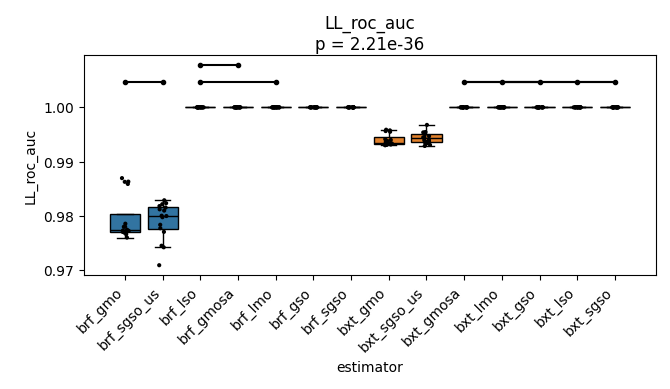 LL_roc_auc
p = 2.21e-36
LL_roc_auc
1.00
0.99
0.98
0.97
brf_gmo
brf_sgso_us
brf_lso
brf_gmosa
brf_lmo
brf_gso
brf_sgso
bxt_gmo
bxt_sgso_us
bxt_gmosa
bxt_lmo
bxt_gso
bxt_lso
bxt_sgso
estimator